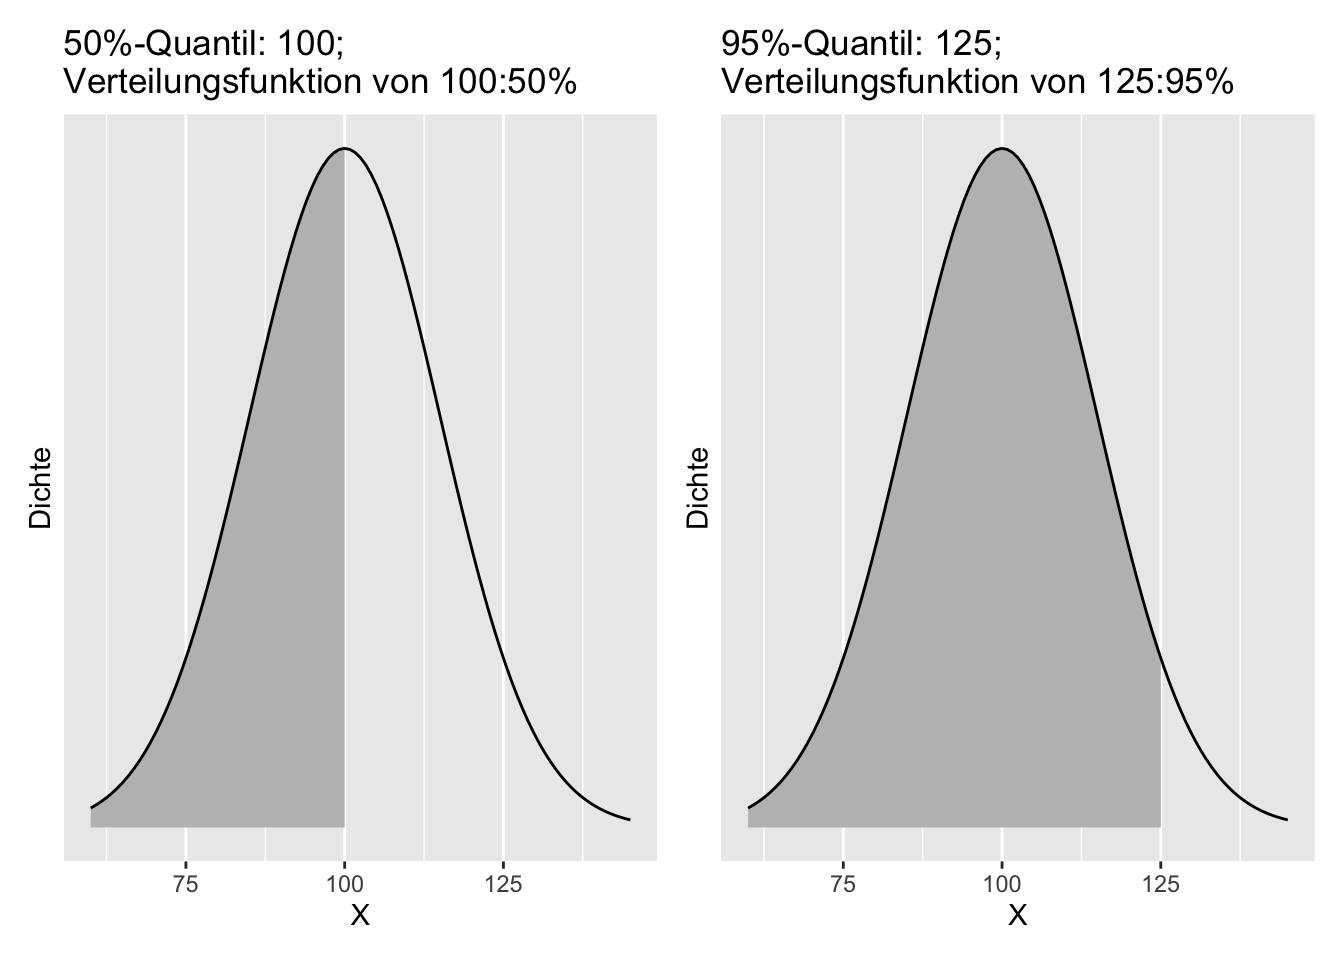 50%-Quantil: 100;
Verteilungsfunktion von 100:50%
Dichte
75 100 125
X
95%-Quantil: 125;
Verteilungsfunktion von 125:95%
Dichte
75 100 125
X